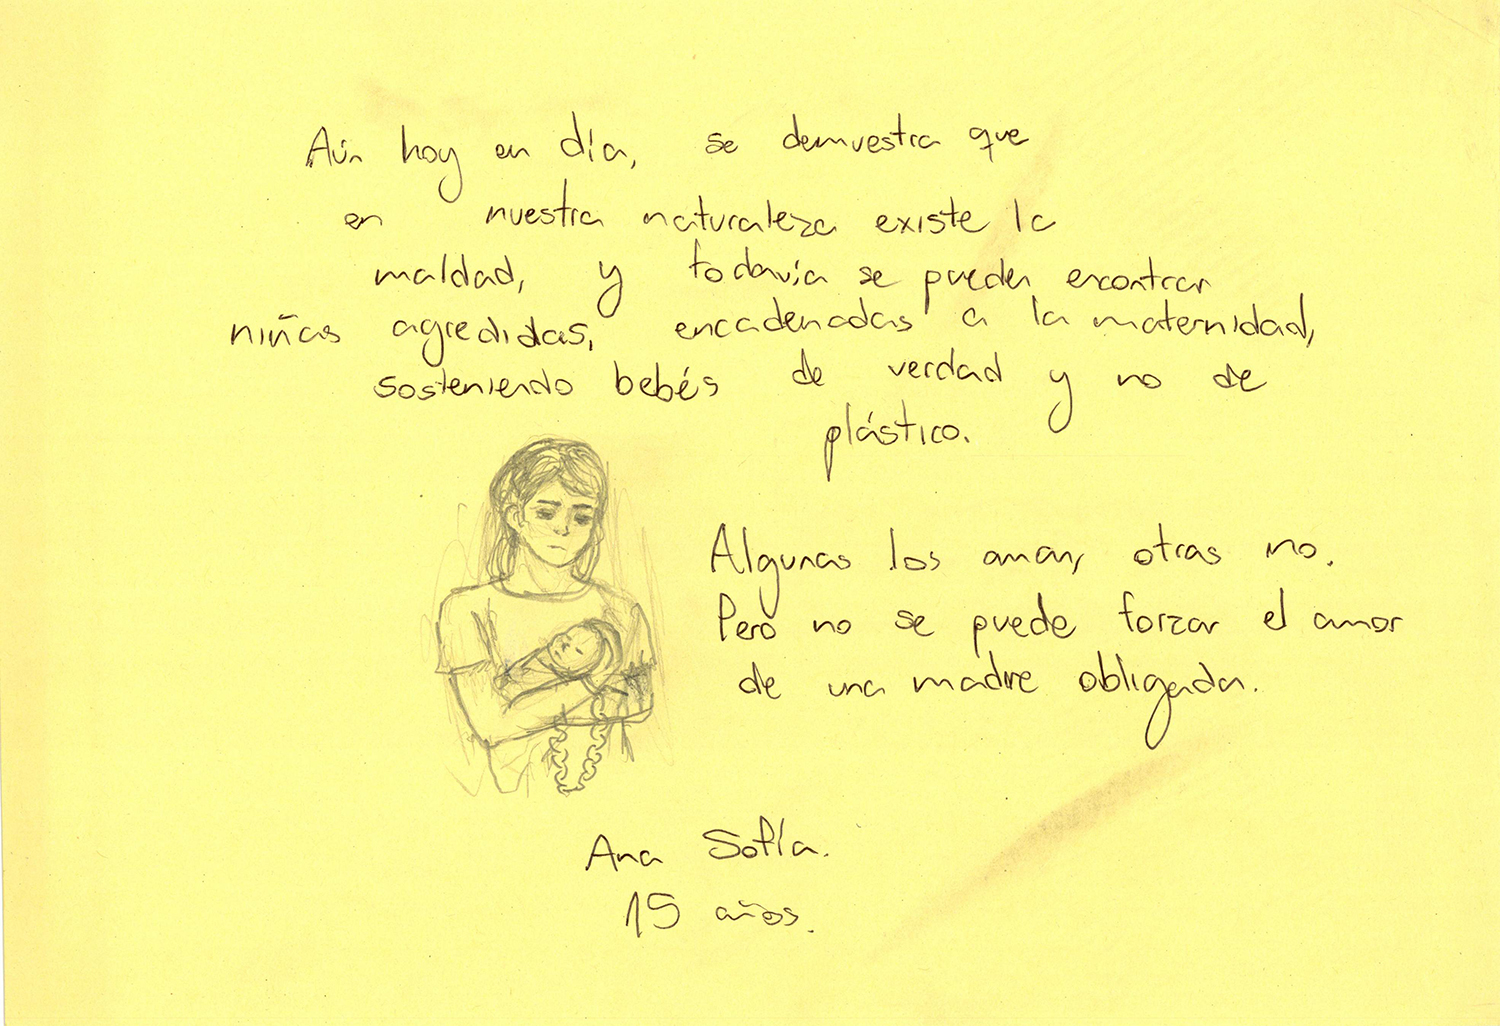 Aún hoy en día, se demuestra que
en nuestra naturaleza existe la
maldad, y todavía se pueden encontrar
niñas agredidas, encadenadas a la maternidad,
sosteniendo bebés de verdad y no de
plástico.
Algunas los aman, otras no.
Pero no se puede forzar el amor
de una madre obligada.
Ana Sofía.
15 años.